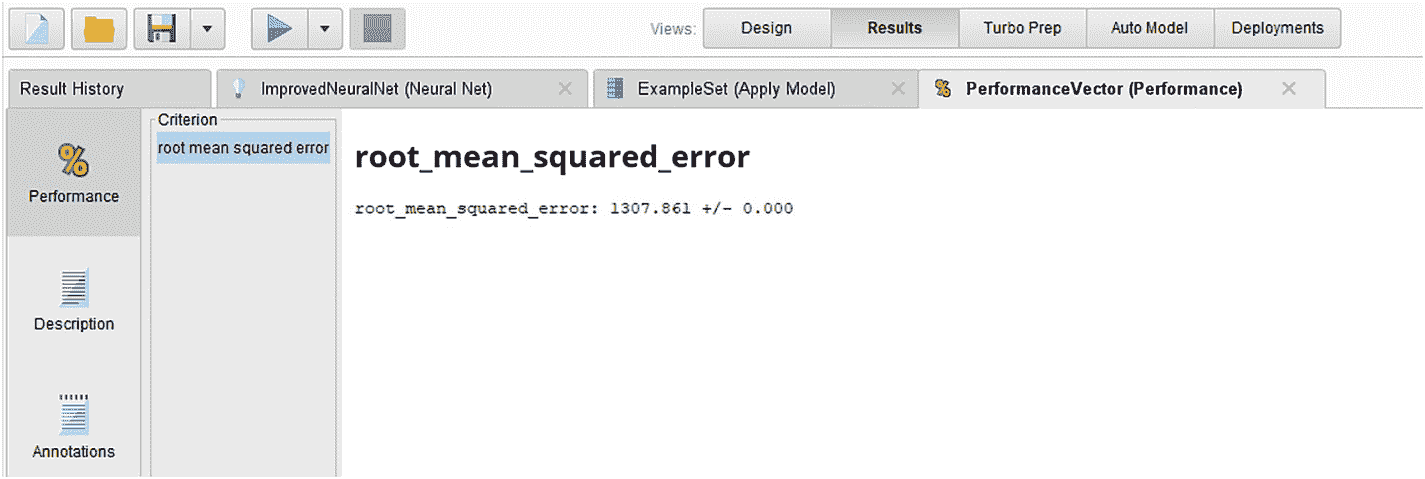 Views: Design Results Turbo Prep Auto Model Deployments
Result History ImprovedNeuralNet (Neural Net) ExampleSet (Apply Model) PerformanceVector (Performance)
Criterion
root mean squared error
% Performance
root_mean_squared_error
root_mean_squared_error: 1307.861 +/- 0.000
Description
Annotations